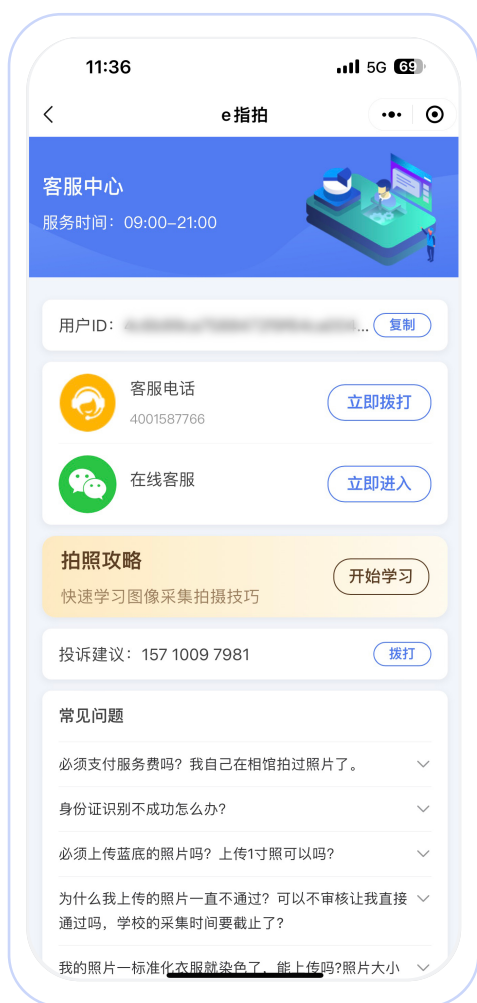 11:36
5G 69
e指拍
客服中心
服务时间：09:00-21:00
用户ID：
... 复制
客服电话
4001587766
立即拨打
在线客服
立即进入
拍照攻略
快速学习图像采集拍摄技巧
开始学习
投诉建议：157 1009 7981
拨打
常见问题
必须支付服务费吗？我自己在相馆拍过照片了。
身份证识别不成功怎么办？
必须上传蓝底的照片吗？上传1寸照可以吗？
为什么我上传的照片一直不通过？可以不审核让我直接
通过吗，学校的采集时间要截止了？
我的照片一标准化衣服就染色了，能上传吗?照片大小